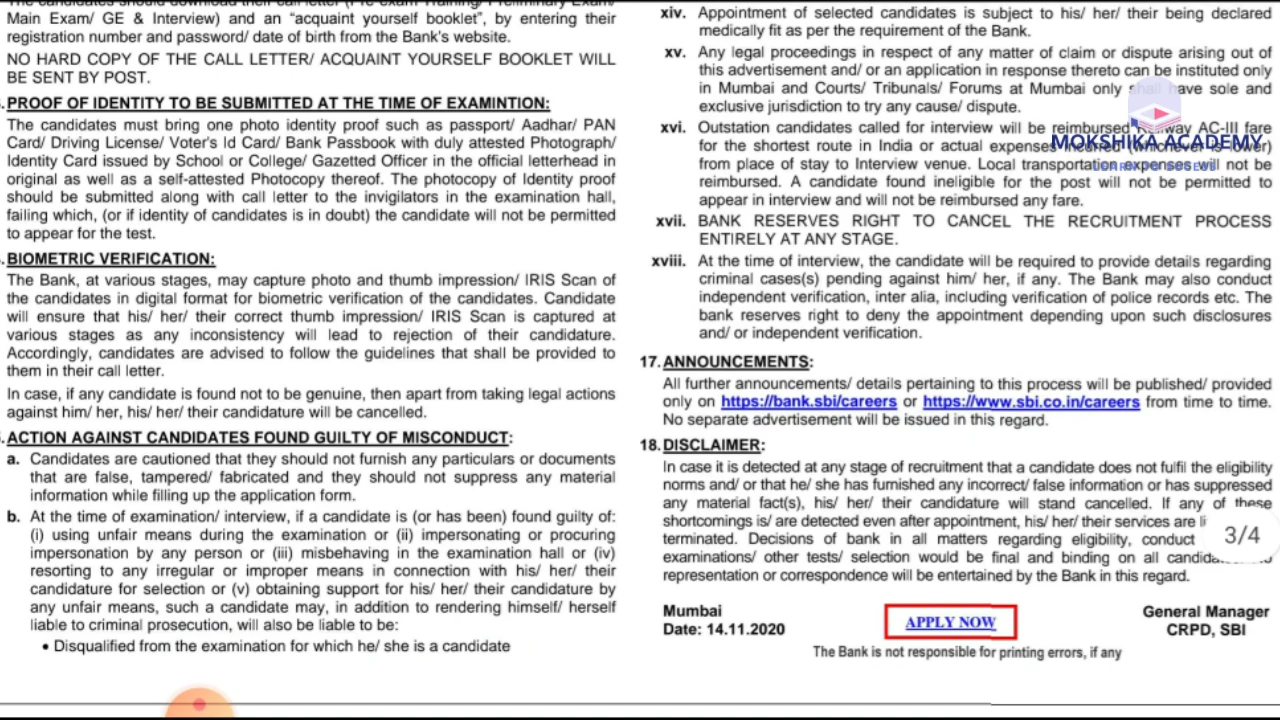 Main Exam/ GE & Interview) and an “acquaint yourself booklet”, by entering their
registration number and password/ date of birth from the Bank's website.
NO HARD COPY OF THE CALL LETTER/ ACQUAINT YOURSELF BOOKLET WILL
BE SENT BY POST.
PROOF OF IDENTITY TO BE SUBMITTED AT THE TIME OF EXAMINTION:
The candidates must bring one photo identity proof such as passport/ Aadhar/ PAN
Card/ Driving License/ Voter's Id Card/ Bank Passbook with duly attested Photograph/
Identity Card issued by School or College/ Gazetted Officer in the official letterhead in
original as well as a self-attested Photocopy thereof. The photocopy of Identity proof
should be submitted along with call letter to the invigilators in the examination hall,
failing which, (or if identity of candidates is in doubt) the candidate will not be permitted
to appear for the test.
BIOMETRIC VERIFICATION:
The Bank, at various stages, may capture photo and thumb impression/ IRIS Scan of
the candidates in digital format for biometric verification of the candidates. Candidate
will ensure that his/ her/ their correct thumb impression/ IRIS Scan is captured at
various stages as any inconsistency will lead to rejection of their candidature.
Accordingly, candidates are advised to follow the guidelines that shall be provided to
them in their call letter.
In case, if any candidate is found not to be genuine, then apart from taking legal actions
against him/ her, his/ her/ their candidature will be cancelled.
ACTION AGAINST CANDIDATES FOUND GUILTY OF MISCONDUCT:
a. Candidates are cautioned that they should not furnish any particulars or documents
that are false, tampered/ fabricated and they should not suppress any material
information while filling up the application form.
b. At the time of examination/ interview, if a candidate is (or has been) found guilty of:
(i) using unfair means during the examination or (ii) impersonating or procuring
impersonation by any person or (iii) misbehaving in the examination hall or (iv)
resorting to any irregular or improper means in connection with his/ her/ their
candidature for selection or (v) obtaining support for his/ her/ their candidature by
any unfair means, such a candidate may, in addition to rendering himself/ herself
liable to criminal prosecution, will also be liable to be:
• Disqualified from the examination for which he/ she is a candidate
xiv. Appointment of selected candidates is subject to his/ her/ their being declared
medically fit as per the requirement of the Bank.
xv. Any legal proceedings in respect of any matter of claim or dispute arising out of
this advertisement and/ or an application in response thereto can be instituted only
in Mumbai and Courts/ Tribunals/ Forums at Mumbai only shall have sole and
exclusive jurisdiction to try any cause/ dispute.
xvi. Outstation candidates called for interview will be reimbursed Railway AC-III fare
for the shortest route in India or actual expenses
MOKSHIKA ACADEMY
from place of stay to Interview venue. Local transportation expenses will not be
reimbursed. A candidate found ineligible for the post will not be permitted to
appear in interview and will not be reimbursed any fare.
xvii. BANK RESERVES RIGHT TO CANCEL THE RECRUITMENT PROCESS
ENTIRELY AT ANY STAGE.
xviii. At the time of interview, the candidate will be required to provide details regarding
criminal cases(s) pending against him/ her, if any. The Bank may also conduct
independent verification, inter alia, including verification of police records etc. The
bank reserves right to deny the appointment depending upon such disclosures
and/ or independent verification.
17. ANNOUNCEMENTS:
All further announcements/ details pertaining to this process will be published/ provided
only on https://bank.sbi/careers or https://www.sbi.co.in/careers from time to time.
No separate advertisement will be issued in this regard.
18. DISCLAIMER:
In case it is detected at any stage of recruitment that a candidate does not fulfil the eligibility
norms and/ or that he/ she has furnished any incorrect/ false information or has suppressed
any material fact(s), his/ her/ their candidature will stand cancelled. If any of these
shortcomings is/ are detected even after appointment, his/ her/ their services are
terminated. Decisions of bank in all matters regarding eligibility, conduct
3/4
examinations/ other tests/ selection would be final and binding on all
representation or correspondence will be entertained by the Bank in this regard.
Mumbai
Date: 14.11.2020
APPLY NOW
General Manager
CRPD, SBI
The Bank is not responsible for printing errors, if any